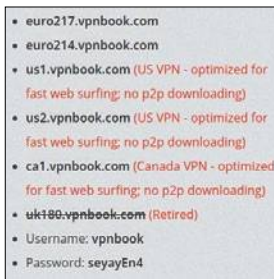 • euro217.vpnbook.com
• euro214.vpnbook.com
• us1.vpnbook.com (US VPN - optimized for
fast web surfing; no p2p downloading)
• us2.vpnbook.com (US VPN - optimized for
fast web surfing; no p2p downloading)
• ca1.vpnbook.com (Canada VPN - optimized
for fast web surfing; no p2p downloading)
• uk180.vpnbook.com (Retired)
• Username: vpnbook
• Password: seyayEn4